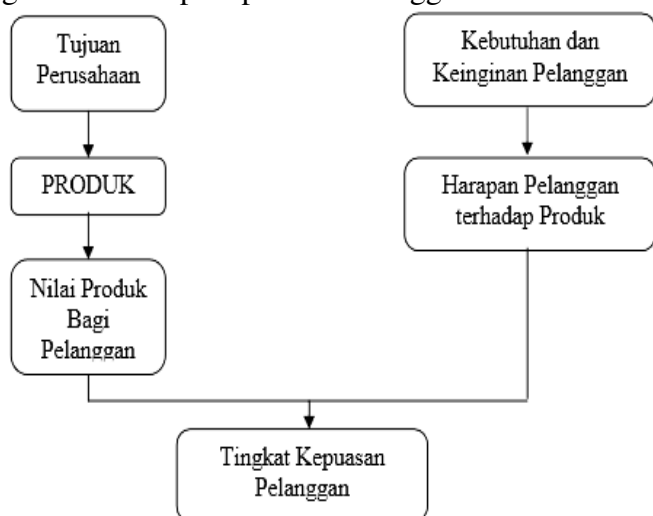 Tujuan
Perusahaan
PRODUK
Nilai Produk
Bagi
Pelanggan
Kebutuhan dan
Keinginan Pelanggan
Harapan Pelanggan
terhadap Produk
Tingkat Kepuasan
Pelanggan